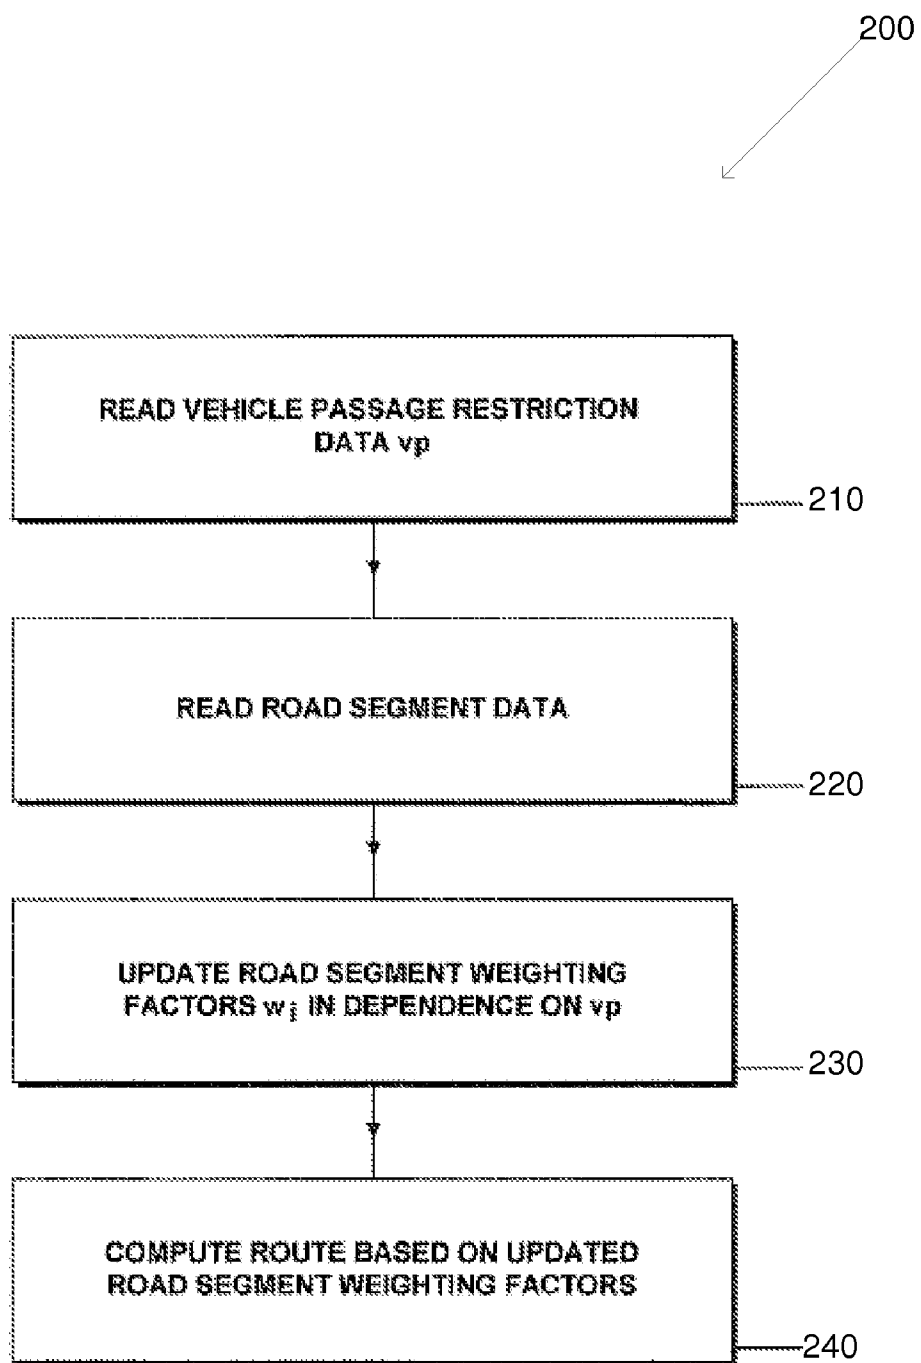 200
READ VEHICLE PASSAGE RESTRICTION
DATA vp
210
READ ROAD SEGMENT DATA
220
UPDATE ROAD SEGMENT WEIGHTING
FACTORS wi IN DEPENDENCE ON vp
230
COMPUTE ROUTE BASED ON UPDATED
ROAD SEGMENT WEIGHTING FACTORS
240